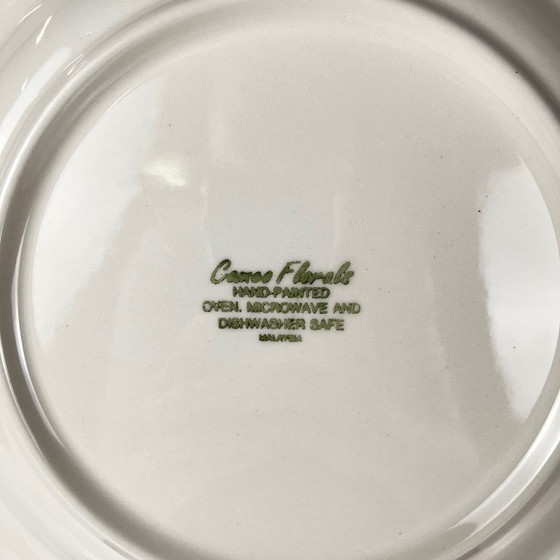 Cameo Florals
HAND-PAINTED
OVEN, MICROWAVE AND
DISHWASHER SAFE
MALAYSIA